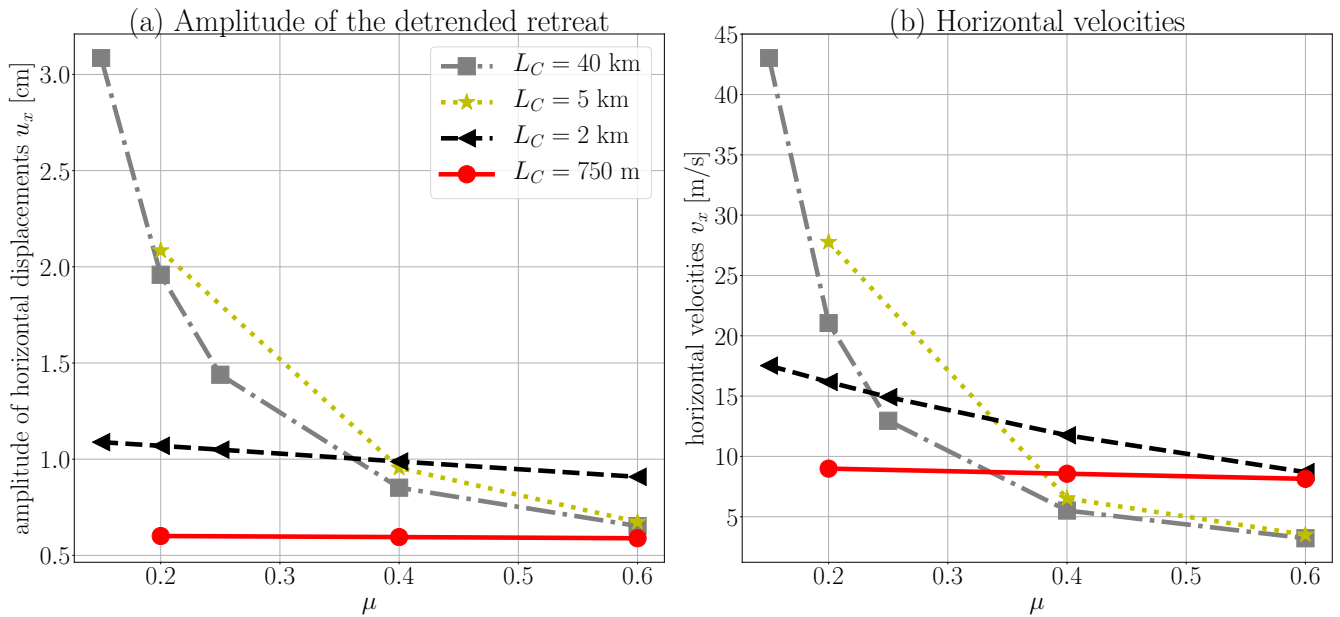 (a) Amplitude of the detrended retreat
amplitude of horizontal displacements u_x [cm]
3.0
2.5
2.0
1.5
1.0
0.5
L_C = 40 km
L_C = 5 km
L_C = 2 km
L_C = 750 m
0.2 0.3 0.4 0.5 0.6
μ
(b) Horizontal velocities
horizontal velocities v_x [m/s]
45
40
35
30
25
20
15
10
5
0.2 0.3 0.4 0.5 0.6
μ